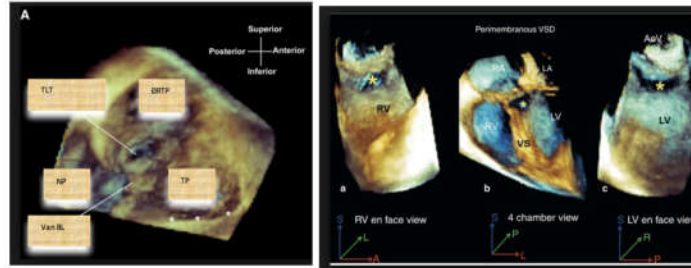 A
Superior
Posterior
Anterior
Inferior
TLT
NP
TP
Van BL
Perimembranous VSD
RA
LA
AoV
*
RV
*
RV
VS
LV
*
LV
a
b
c
RV en face view
4 chamber view
LV en face view
S
L
A
S
P
L
S
R
P